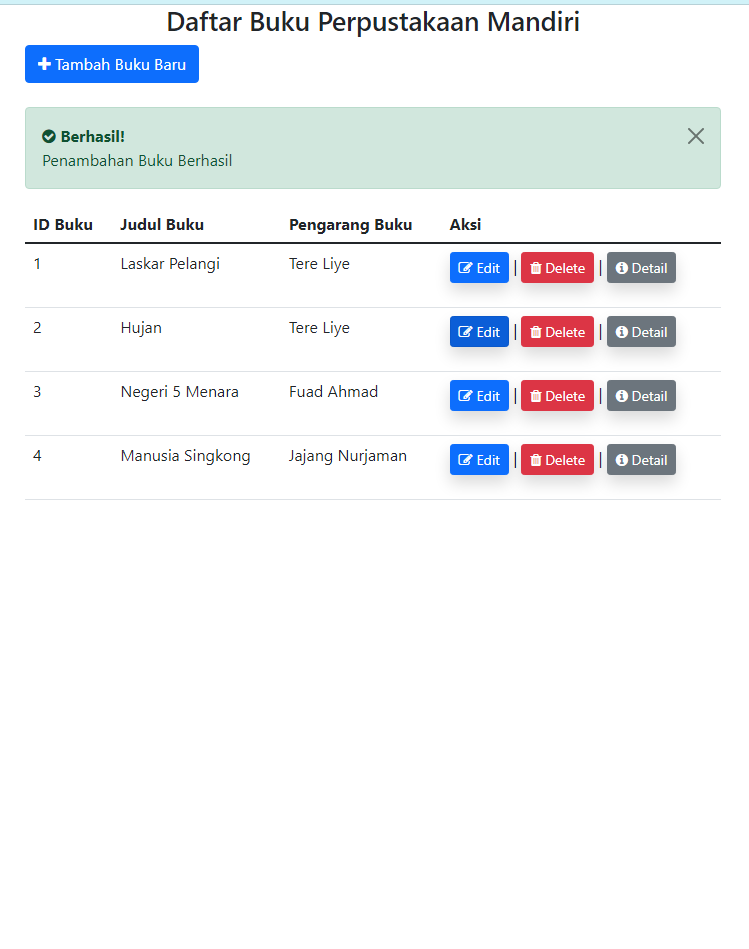 Daftar Buku Perpustakaan Mandiri
Tambah Buku Baru
Berhasil!
Penambahan Buku Berhasil
ID Buku Judul Buku Pengarang Buku Aksi
1 Laskar Pelangi Tere Liye Edit | Delete | Detail
2 Hujan Tere Liye Edit | Delete | Detail
3 Negeri 5 Menara Fuad Ahmad Edit | Delete | Detail
4 Manusia Singkong Jajang Nurjaman Edit | Delete | Detail